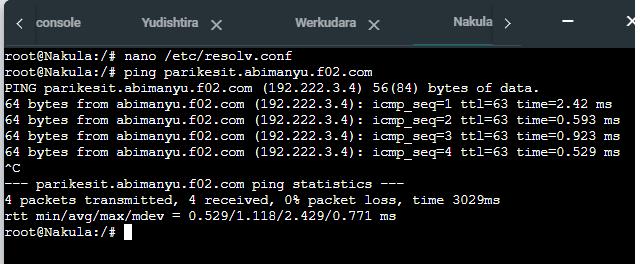 console Yudishtira Werkudara Nakula
root@Nakula:/# nano /etc/resolv.conf
root@Nakula:/# ping parikesit.abimanyu.f02.com
PING parikesit.abimanyu.f02.com (192.222.3.4) 56(84) bytes of data.
64 bytes from abimanyu.f02.com (192.222.3.4): icmp_seq=1 ttl=63 time=2.42 ms
64 bytes from abimanyu.f02.com (192.222.3.4): icmp_seq=2 ttl=63 time=0.593 ms
64 bytes from abimanyu.f02.com (192.222.3.4): icmp_seq=3 ttl=63 time=0.923 ms
64 bytes from abimanyu.f02.com (192.222.3.4): icmp_seq=4 ttl=63 time=0.529 ms
^C
--- parikesit.abimanyu.f02.com ping statistics ---
4 packets transmitted, 4 received, 0% packet loss, time 3029ms
rtt min/avg/max/mdev = 0.529/1.118/2.429/0.771 ms
root@Nakula:/#